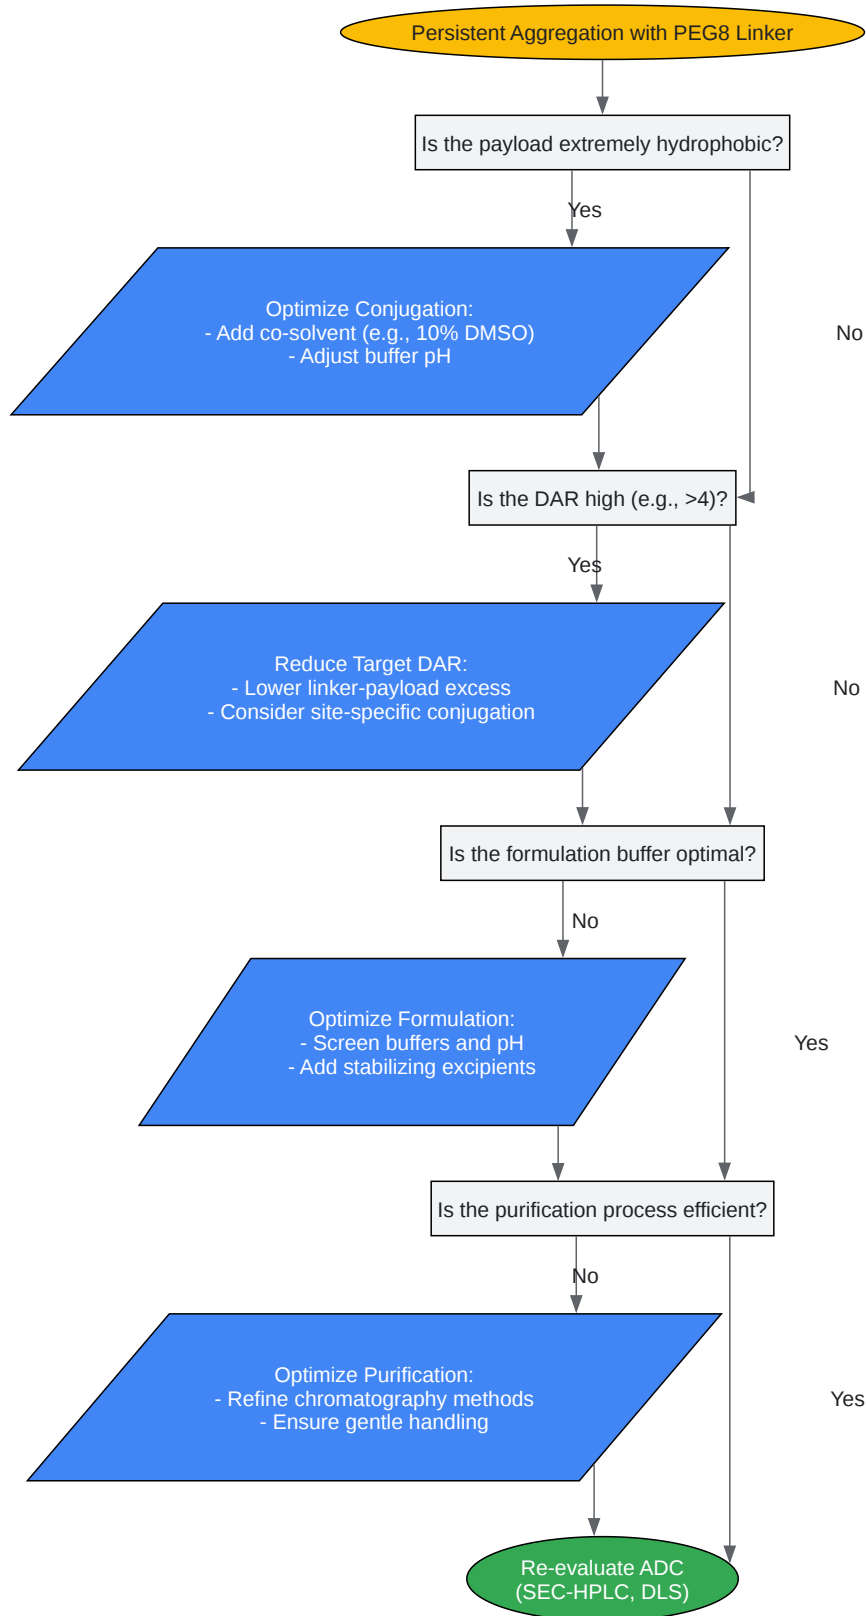 Persistent Aggregation with PEG8 Linker
Is the payload extremely hydrophobic?
Yes
Optimize Conjugation:
- Add co-solvent (e.g., 10% DMSO)
- Adjust buffer pH
No
Is the DAR high (e.g., >4)?
Yes
Reduce Target DAR:
- Lower linker-payload excess
- Consider site-specific conjugation
No
Is the formulation buffer optimal?
No
Optimize Formulation:
- Screen buffers and pH
- Add stabilizing excipients
Yes
Is the purification process efficient?
No
Optimize Purification:
- Refine chromatography methods
- Ensure gentle handling
Yes
Re-evaluate ADC
(SEC-HPLC, DLS)